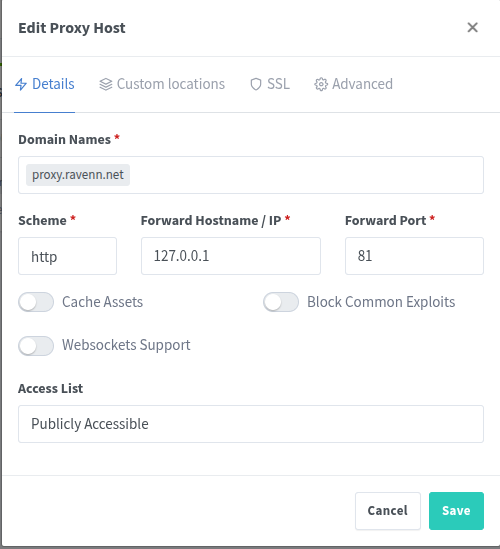 Edit Proxy Host
Details Custom locations SSL Advanced
Domain Names *
proxy.ravenn.net
Scheme * Forward Hostname / IP * Forward Port *
http 127.0.0.1 81
Cache Assets Block Common Exploits
Websockets Support
Access List
Publicly Accessible
Cancel Save